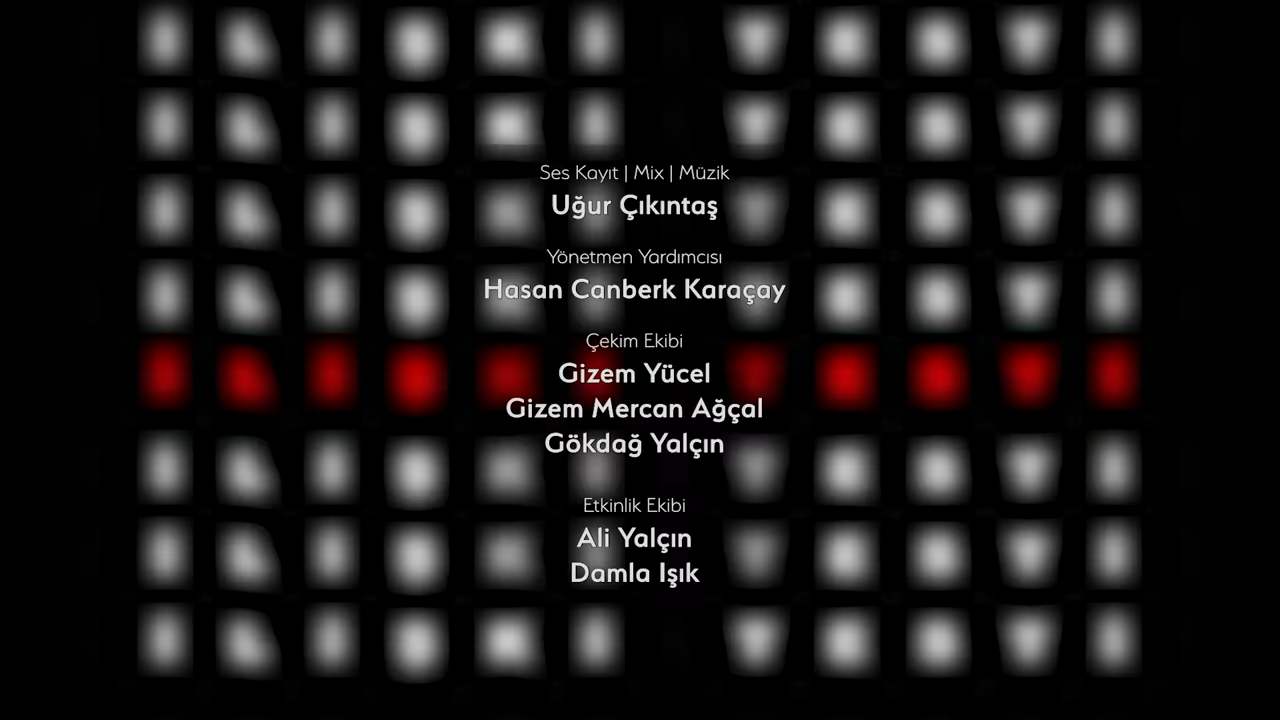 Ses Kayıt | Mix | Müzik
Uğur Çıkıntaş
Yönetmen Yardımcısı
Hasan Canberk Karaçay
Çekim Ekibi
Gizem Yücel
Gizem Mercan Ağçal
Gökdağ Yalçın
Etkinlik Ekibi
Ali Yalçın
Damla Işık